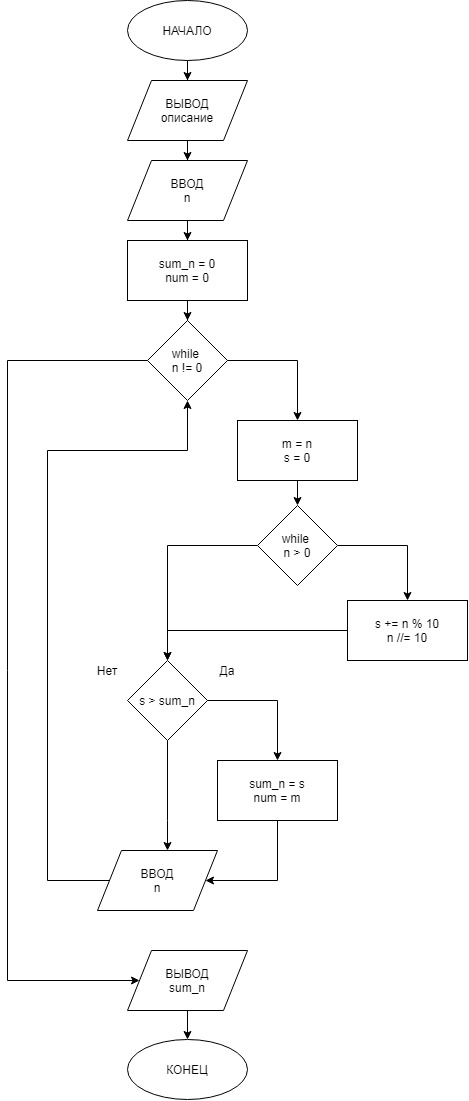 НАЧАЛО
ВЫВОД
описание
ВВОД
n
sum_n = 0
num = 0
while
n != 0
m = n
s = 0
while
n > 0
s += n % 10
n //= 10
Нет
Да
s > sum_n
sum_n = s
num = m
ВВОД
n
ВЫВОД
sum_n
КОНЕЦ